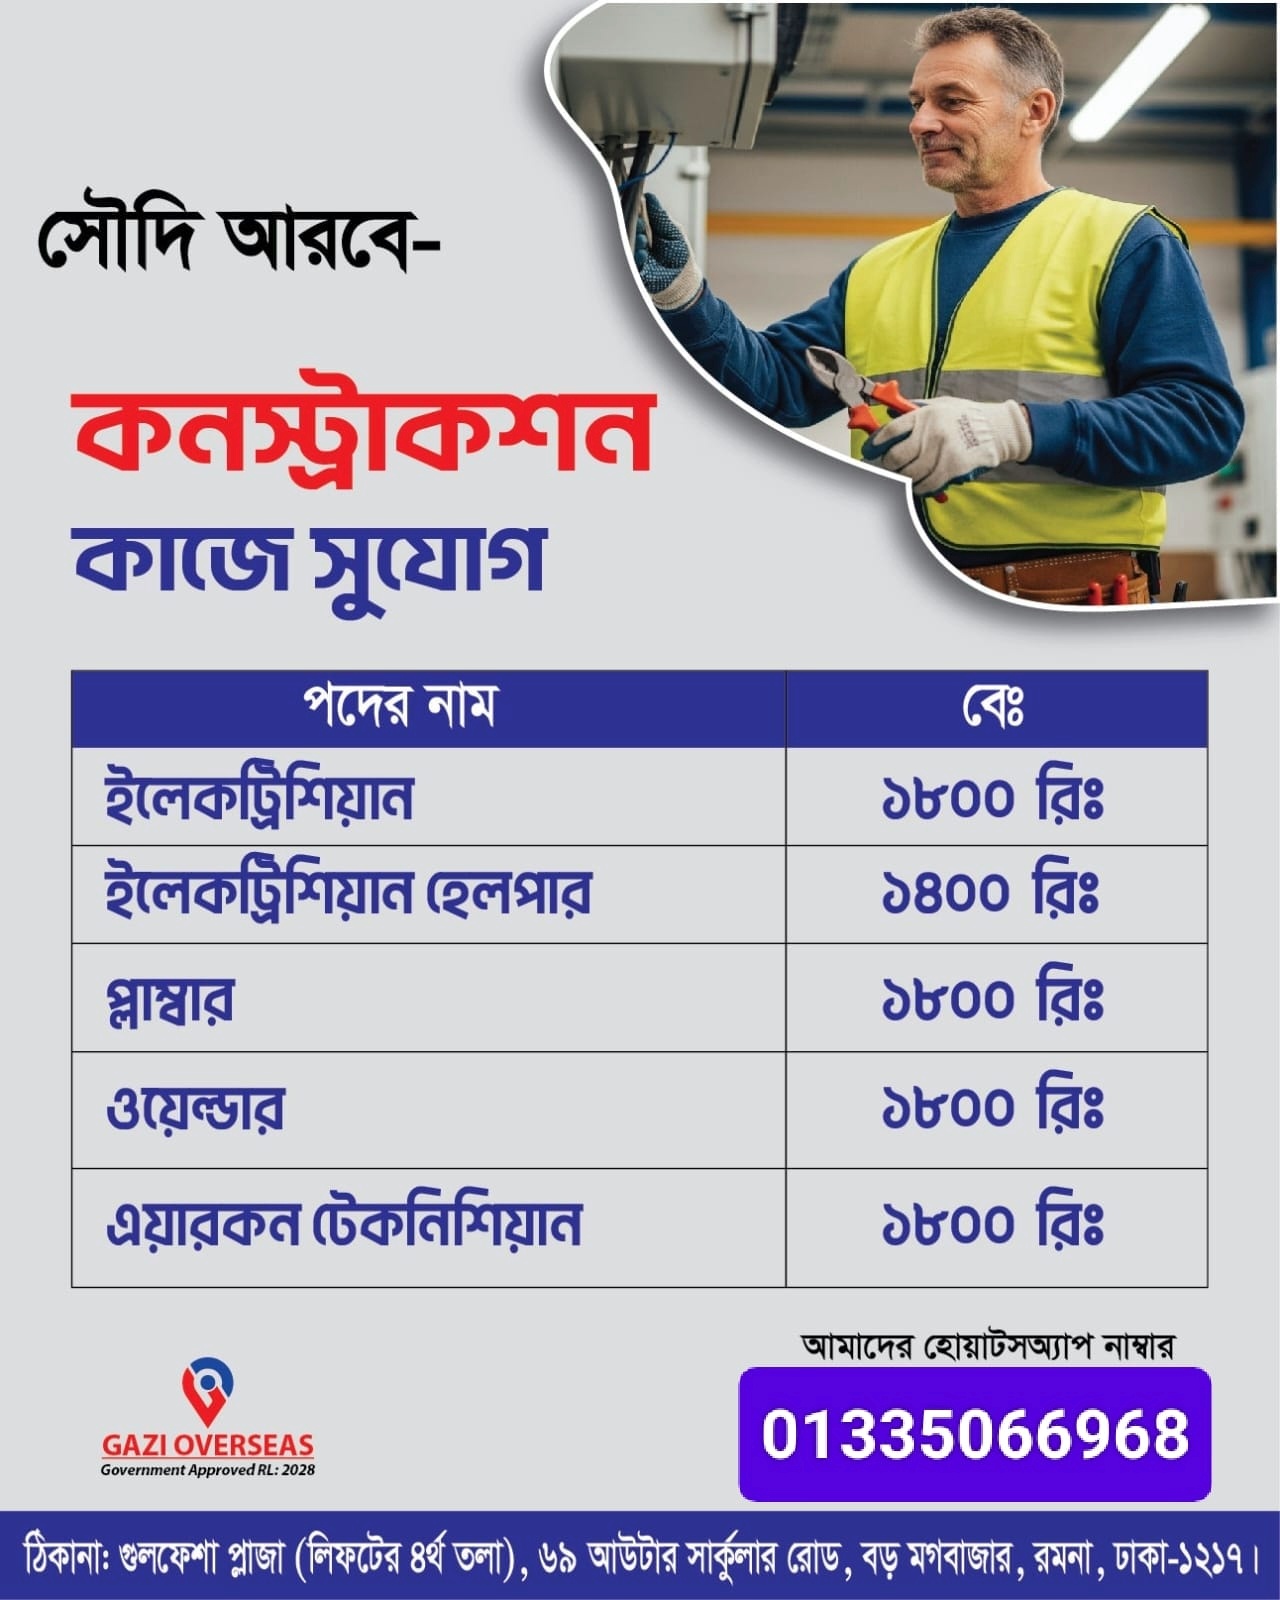 সৌদি আরবে-
কনস্ট্রাকশন
কাজে সুযোগ
পদের নাম বেঃ
ইলেকট্রিশিয়ান ১৮০০ রিঃ
ইলেকট্রিশিয়ান হেলপার ১৪০০ রিঃ
প্লাম্বার ১৮০০ রিঃ
ওয়েল্ডার ১৮০০ রিঃ
এয়ারকন টেকনিশিয়ান ১৮০০ রিঃ
আমাদের হোয়াটসঅ্যাপ নাম্বার
01335066968
GAZI OVERSEAS
Government Approved RL: 2028
ঠিকানা: গুলফেশা প্লাজা (লিফটের ৪র্থ তলা), ৬৯ আউটার সার্কুলার রোড, বড় মগবাজার, রমনা, ঢাকা-১২১৭।